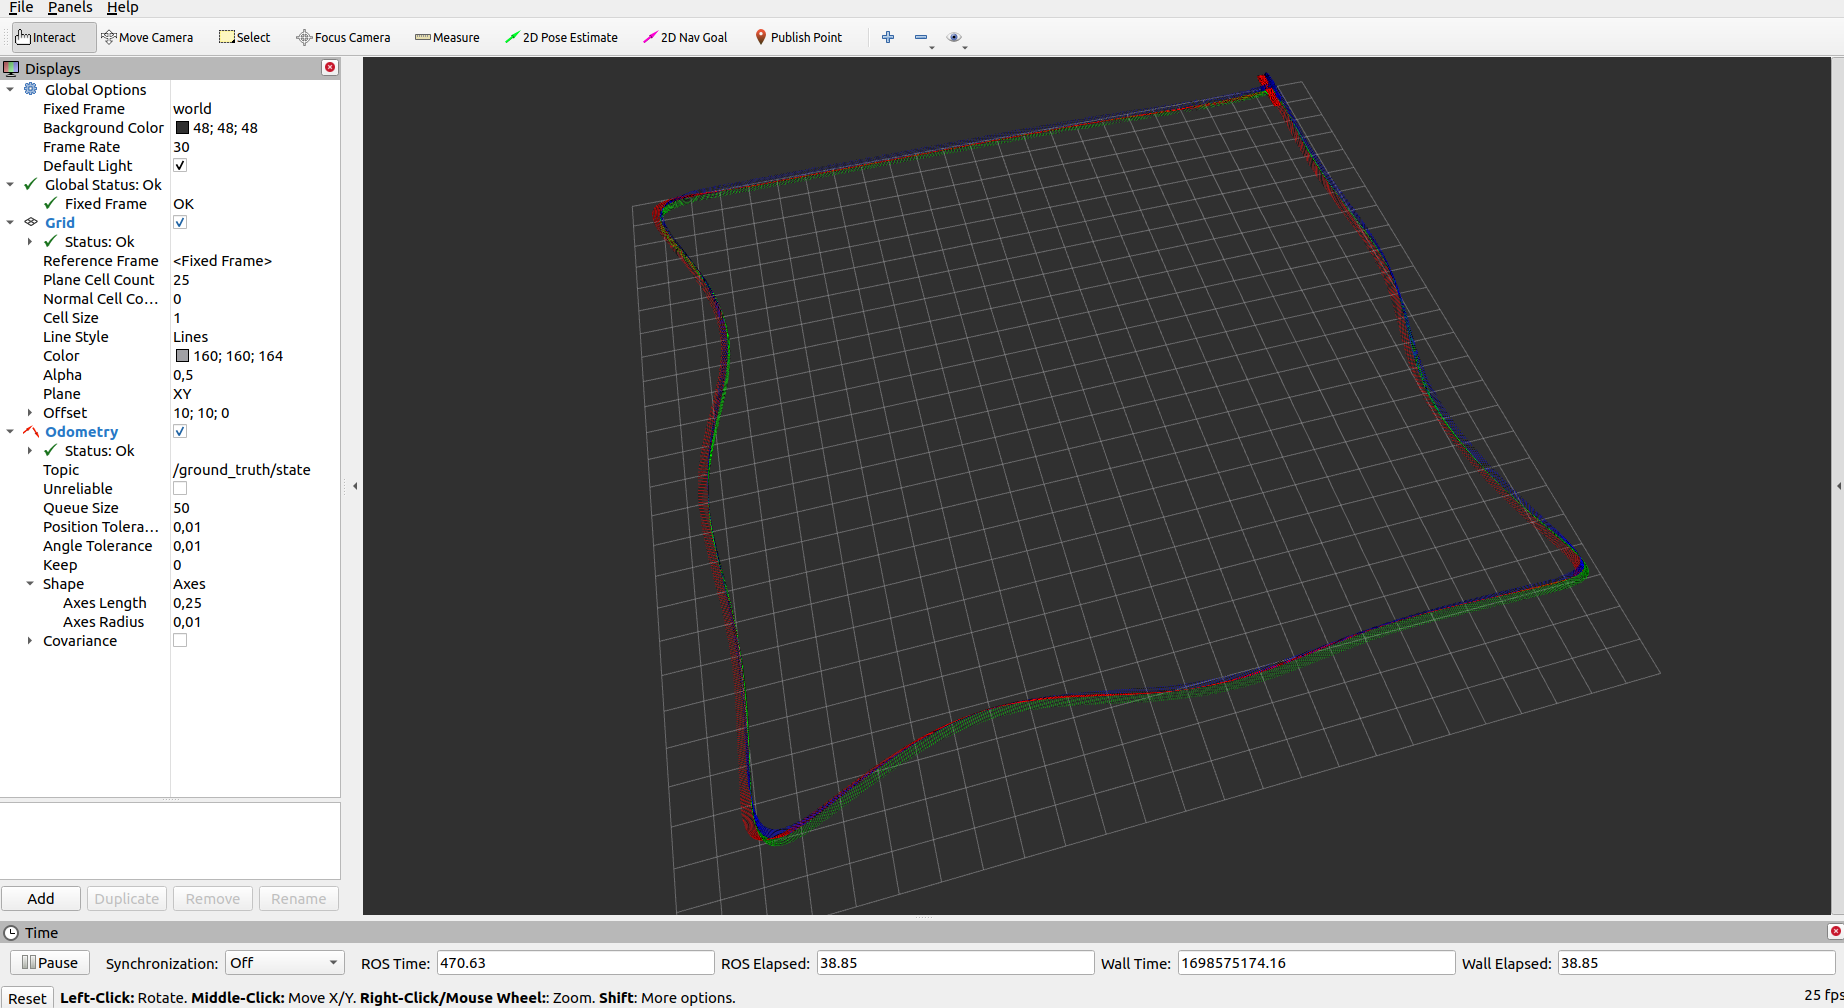 File Panels Help
Interact Move Camera Select Focus Camera Measure 2D Pose Estimate 2D Nav Goal Publish Point
Displays
Global Options
Fixed Frame world
Background Color 48; 48; 48
Frame Rate 30
Default Light
Global Status: Ok
Fixed Frame OK
Grid
Status: Ok
Reference Frame <Fixed Frame>
Plane Cell Count 25
Normal Cell Co... 0
Cell Size 1
Line Style Lines
Color 160; 160; 164
Alpha 0,5
Plane XY
Offset 10; 10; 0
Odometry
Status: Ok
Topic /ground_truth/state
Unreliable
Queue Size 50
Position Tolera... 0,01
Angle Tolerance 0,01
Keep 0
Shape Axes
Axes Length 0,25
Axes Radius 0,01
Covariance
Add Duplicate Remove Rename
Time
Pause Synchronization: Off ROS Time: 470.63 ROS Elapsed: 38.85 Wall Time: 1698575174.16 Wall Elapsed: 38.85
Reset Left-Click: Rotate. Middle-Click: Move X/Y. Right-Click/Mouse Wheel:: Zoom. Shift: More options. 25 fps